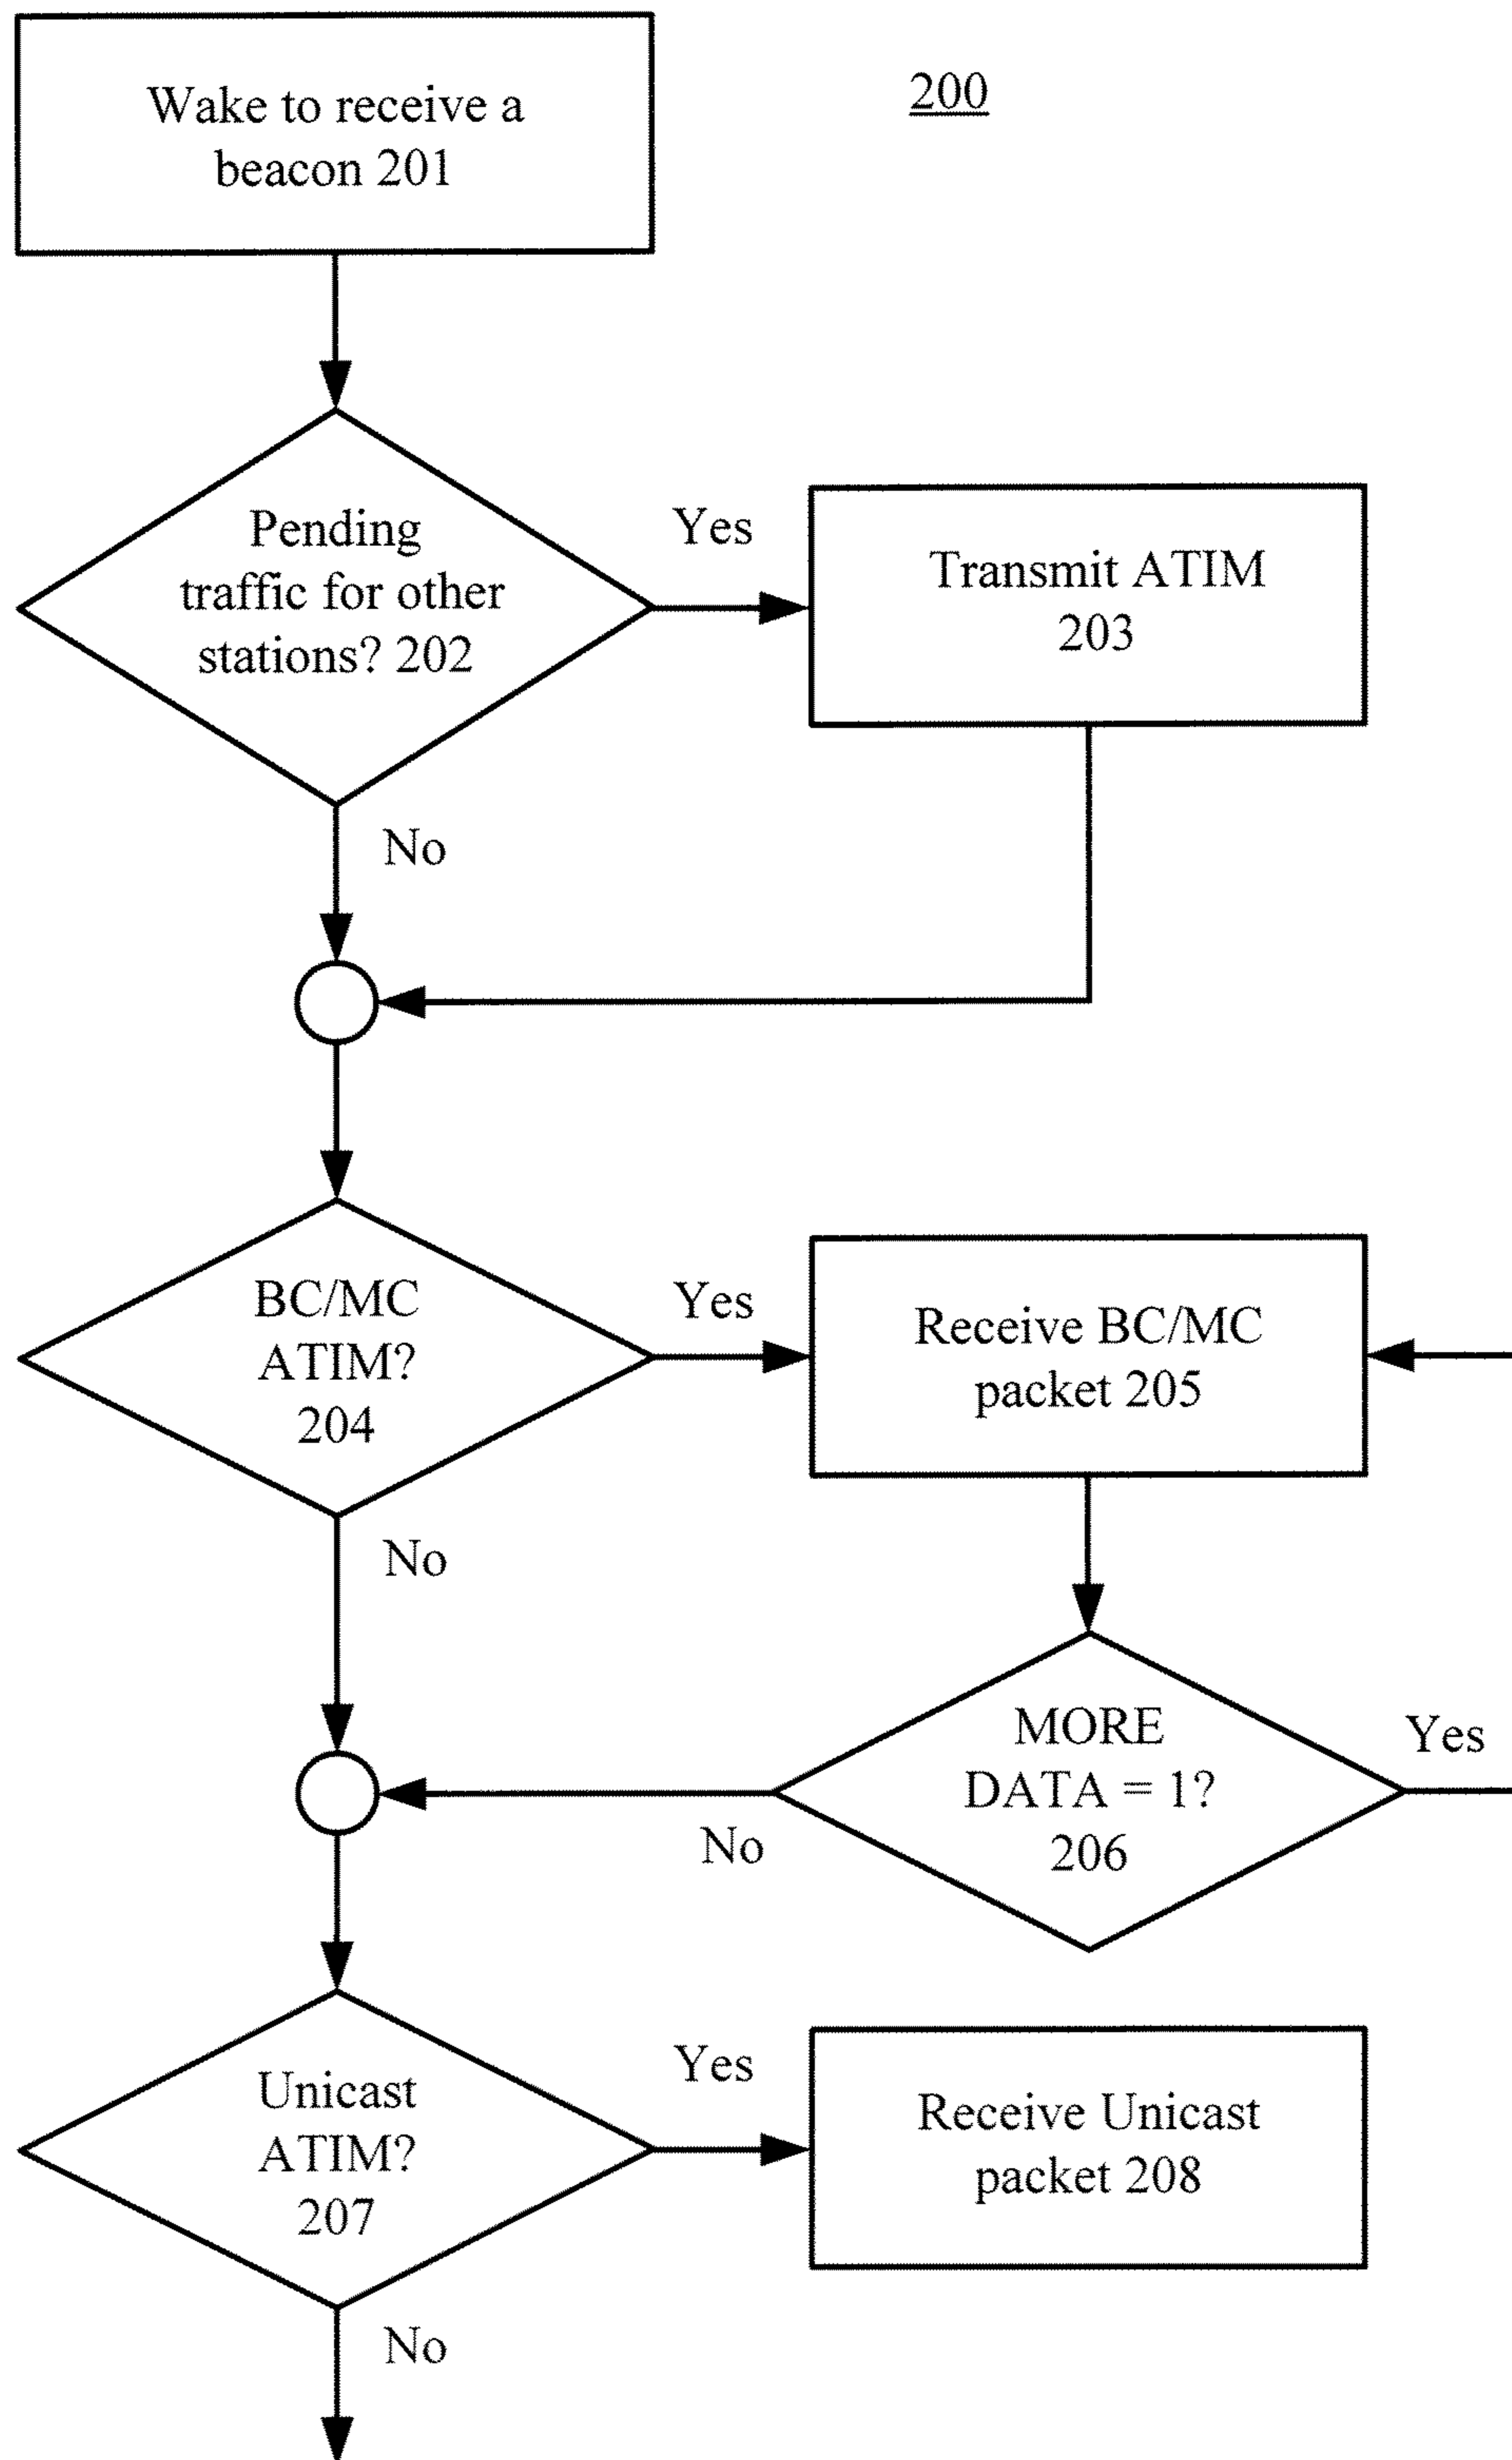 Wake to receive a
beacon 201
200
Pending
traffic for other
stations? 202
Yes
Transmit ATIM
203
No
BC/MC
ATIM?
204
Yes
Receive BC/MC
packet 205
No
MORE
DATA = 1?
206
Yes
No
Unicast
ATIM?
207
Yes
Receive Unicast
packet 208
No